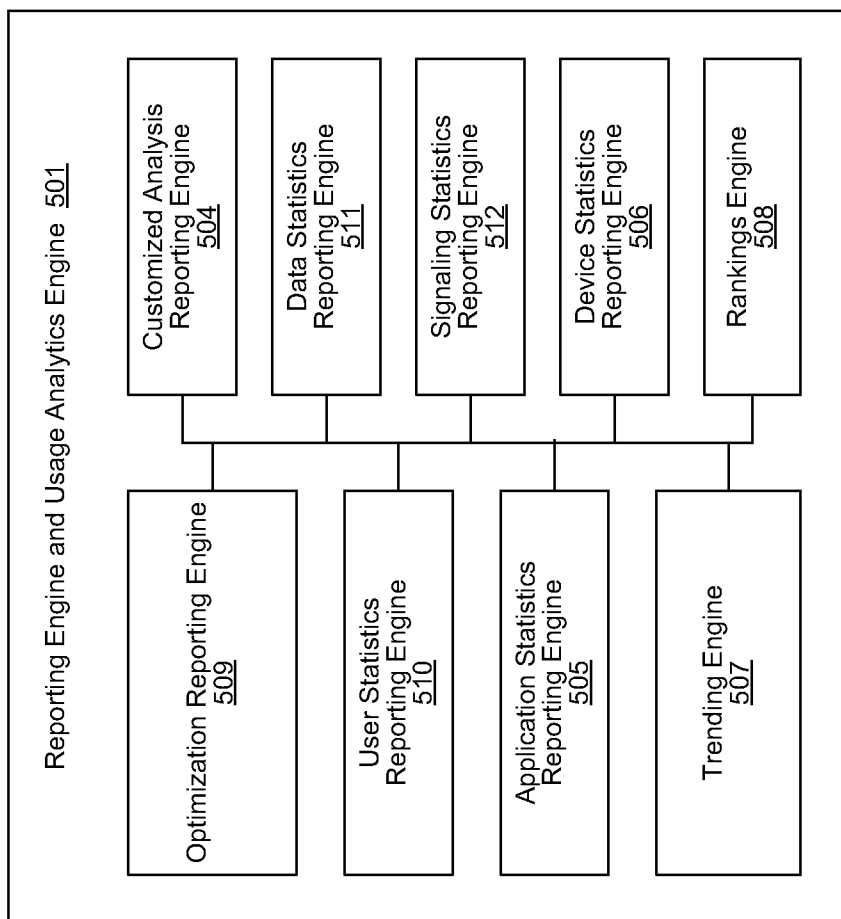 Reporting Engine and Usage Analytics Engine 501
Optimization Reporting Engine
509
User Statistics
Reporting Engine
510
Application Statistics
Reporting Engine
505
Trending Engine
507
Customized Analysis
Reporting Engine
504
Data Statistics
Reporting Engine
511
Signaling Statistics
Reporting Engine
512
Device Statistics
Reporting Engine
506
Rankings Engine
508